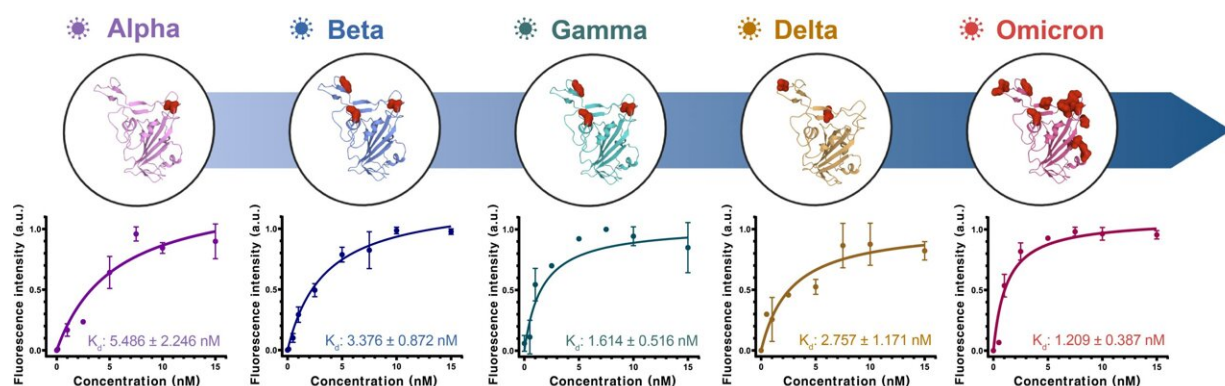 Alpha
Beta
Gamma
Delta
Omicron
Fluorescence intensity (a.u.)
1.0
0.5
0.0
K_d: 5.486 ± 2.246 nM
0 5 10 15
Concentration (nM)
Fluorescence intensity (a.u.)
1.0
0.5
0.0
K_d: 3.376 ± 0.872 nM
0 5 10 15
Concentration (nM)
Fluorescence intensity (a.u.)
1.0
0.5
0.0
K_d: 1.614 ± 0.516 nM
0 5 10 15
Concentration (nM)
Fluorescence intensity (a.u.)
1.0
0.5
0.0
K_d: 2.757 ± 1.171 nM
0 5 10 15
Concentration (nM)
Fluorescence intensity (a.u.)
1.0
0.5
0.0
K_d: 1.209 ± 0.387 nM
0 5 10 15
Concentration (nM)